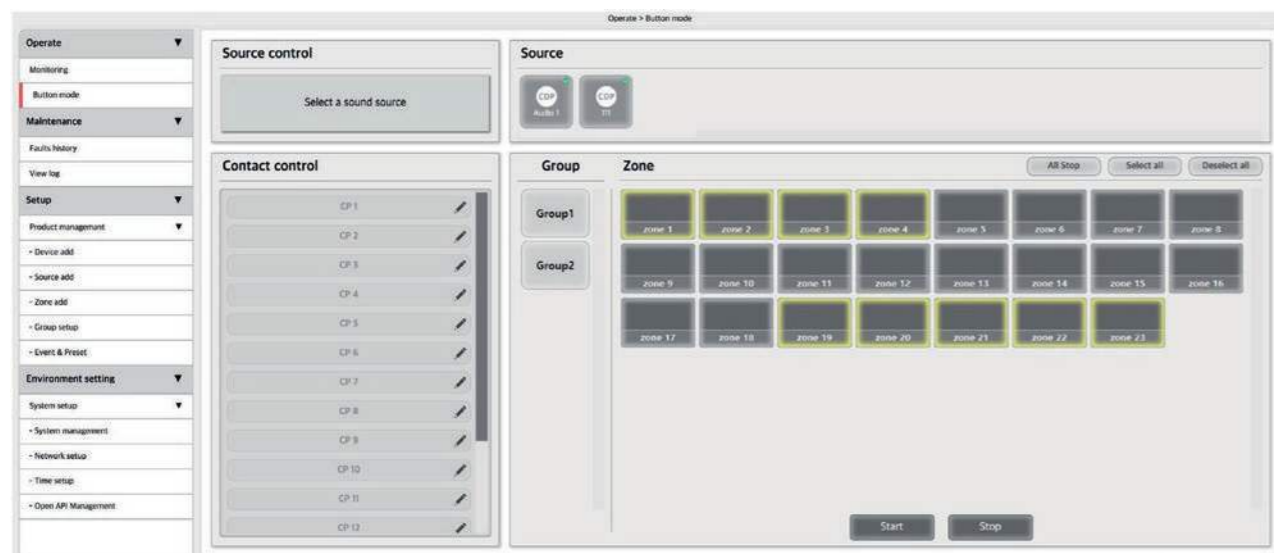 Operate > Button mode
Operate
Monitoring
Button mode
Maintenance
Faults history
View log
Setup
Product management
- Device add
- Source add
- Zone add
- Group setup
- Event & Preset
Environment setting
System setup
- System management
- Network setup
- Time setup
- Open API Management
Source control
Select a sound source
Source
CDP
Audio 1
CDP
Contact control
CP 1
CP 2
CP 3
CP 4
CP 5
CP 6
CP 7
CP 8
CP 9
CP 10
CP 11
CP 12
Group
Group1
Group2
Zone
All Stop Select all Deselect all
zone 1 zone 2 zone 3 zone 4 zone 5 zone 6 zone 7 zone 8
zone 9 zone 10 zone 11 zone 12 zone 13 zone 14 zone 15 zone 16
zone 17 zone 18 zone 19 zone 20 zone 21 zone 22 zone 23
Start Stop